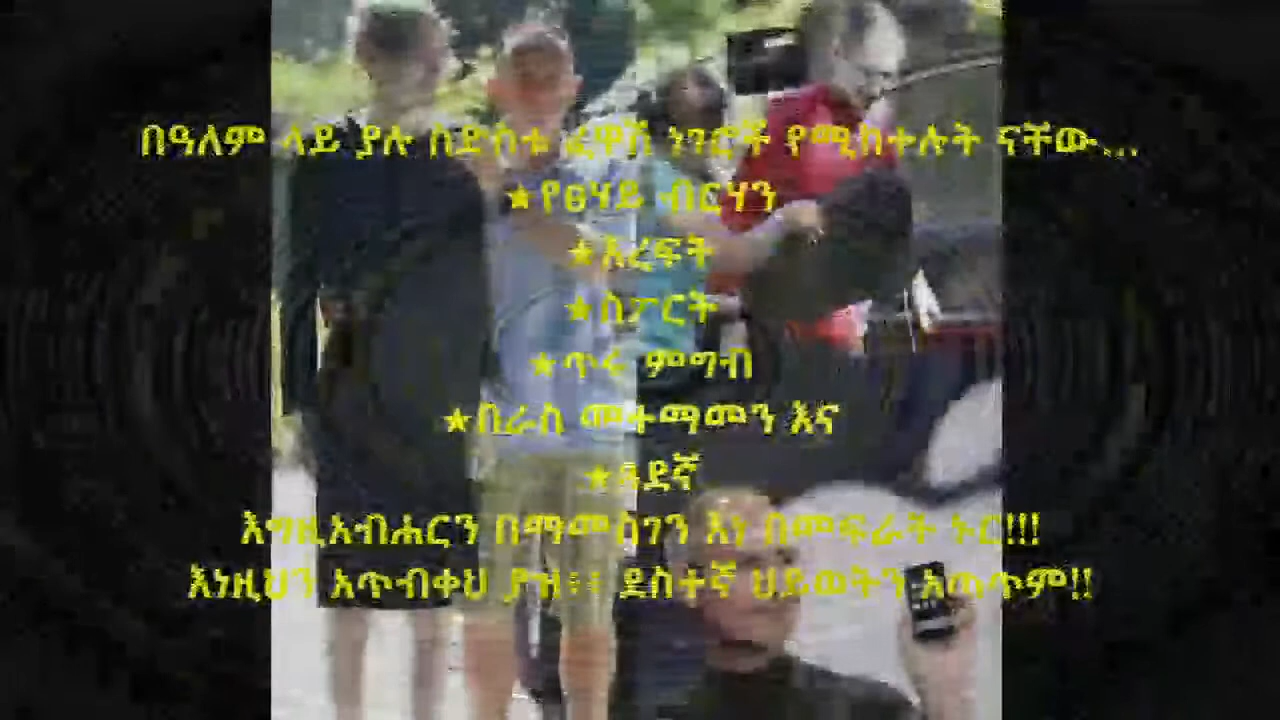 በዓለም ላይ ያሉ ስድስቱ ፈዋሽ ነገሮች የሚከተሉት ናቸው...
★የፀሃይ ብርሃን
★እረፍት
★ስፖርት
★ጥሩ ምግብ
★በራስ መተማመን እና
★ጓደኛ
እግዚአብሔርን በማመስገን እነ በመፍራት ኑር!!!
እነዚህን አጥብቀህ ያዝ፡፡ ደስተኛ ህይወትን አጣጥም!!